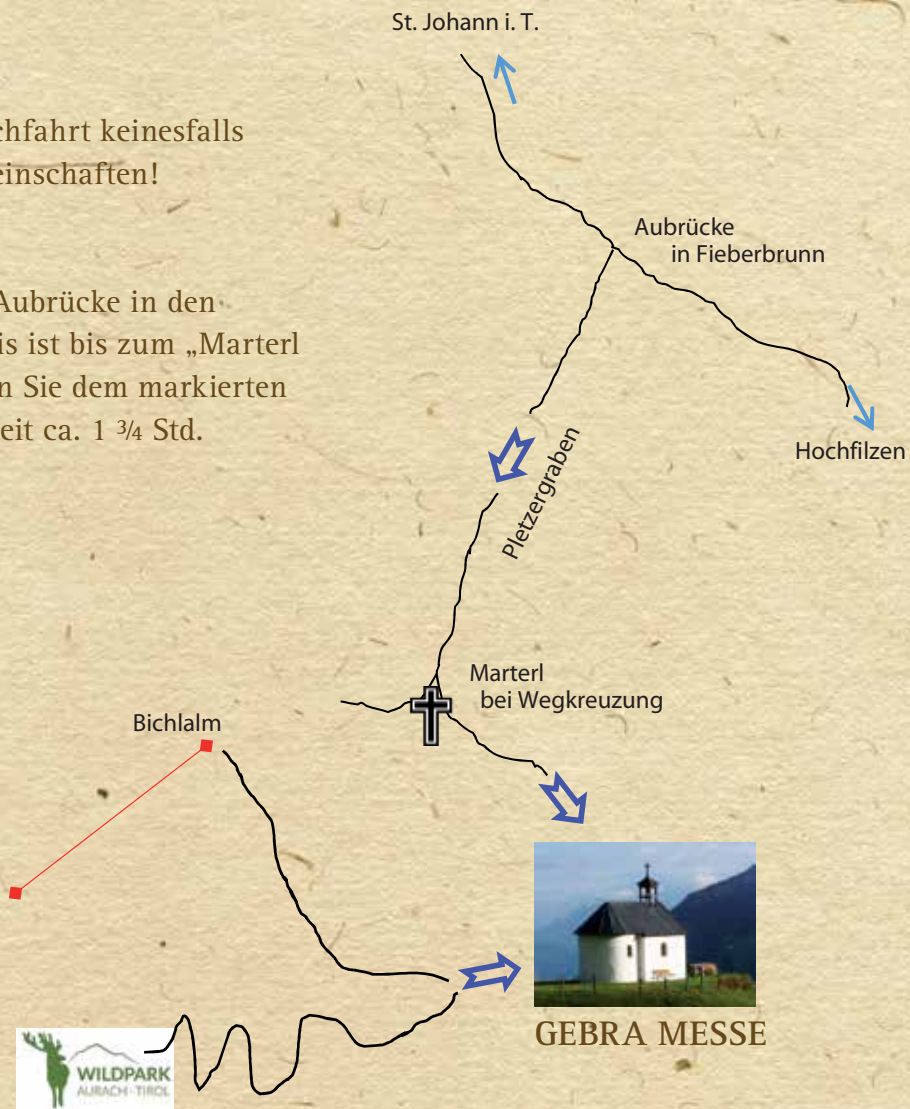 St. Johann i. T.
chfahrt keinesfalls
einschaften!
Aubrücke
in Fieberbrunn
Aubrücke in den
is ist bis zum „Marterl
n Sie dem markierten
eit ca. 1 ¾ Std.
Hochfilzen
Pletzergraben
Marterl
bei Wegkreuzung
Bichlalm
GEBRA MESSE
WILDPARK
AURACH · TIROL